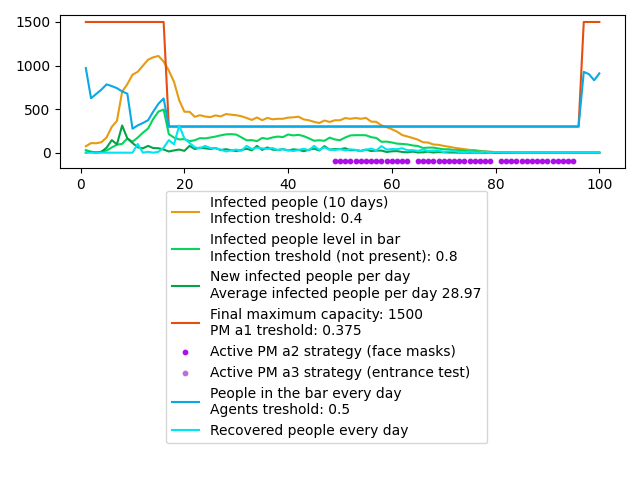 1500
1000
500
0
0
20
40
60
80
100
Infected people (10 days)
Infection treshold: 0.4
Infected people level in bar
Infection treshold (not present): 0.8
New infected people per day
Average infected people per day 28.97
Final maximum capacity: 1500
PM a1 treshold: 0.375
Active PM a2 strategy (face masks)
Active PM a3 strategy (entrance test)
People in the bar every day
Agents treshold: 0.5
Recovered people every day